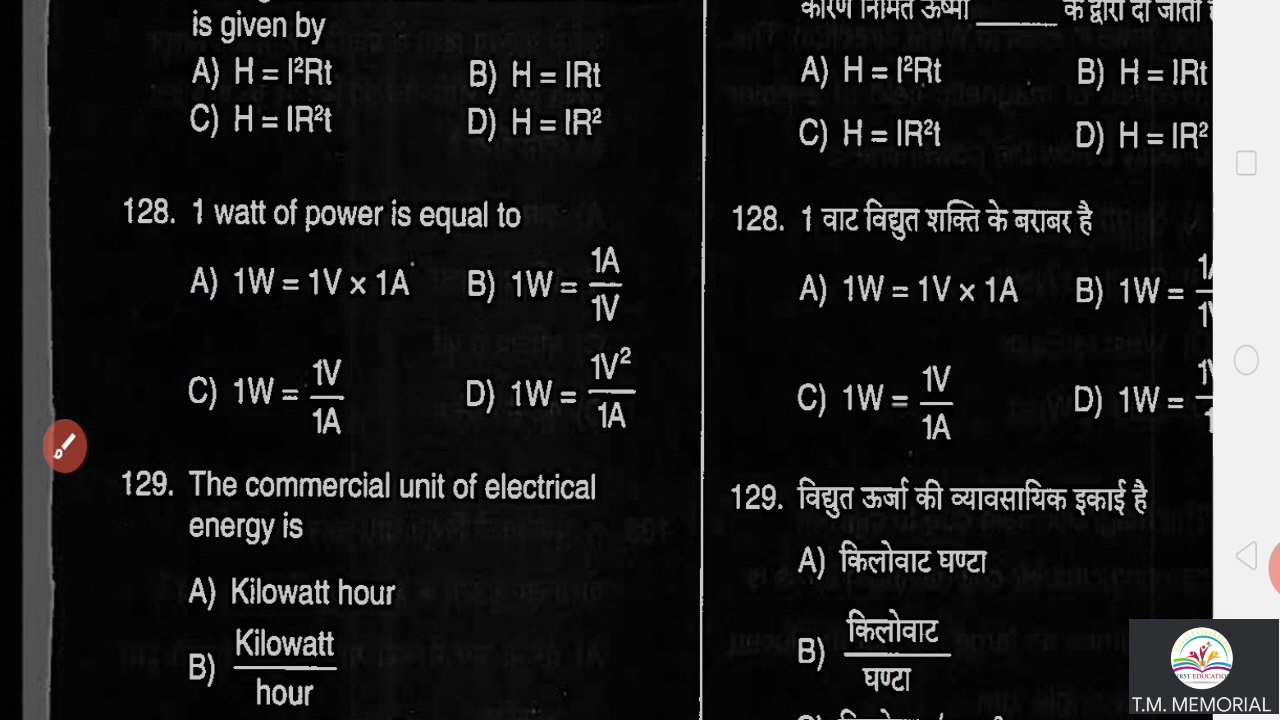 is given by
A) H = I²Rt B) H = IRt
C) H = IR²t D) H = IR²
128. 1 watt of power is equal to
A) 1W = 1V × 1A B) 1W = 1A/1V
C) 1W = 1V/1A D) 1W = 1V²/1A
129. The commercial unit of electrical
energy is
A) Kilowatt hour
B) Kilowatt/hour
कारण निर्मित ऊष्मा ______ के द्वारा दी जाती
A) H = I²Rt B) H = IRt
C) H = IR²t D) H = IR²
128. 1 वाट विद्युत शक्ति के बराबर है
A) 1W = 1V × 1A B) 1W =
C) 1W = 1V/1A D) 1W =
129. विद्युत ऊर्जा की व्यावसायिक इकाई है
A) किलोवाट घण्टा
B) किलोवाट/घण्टा
T.M. MEMORIAL